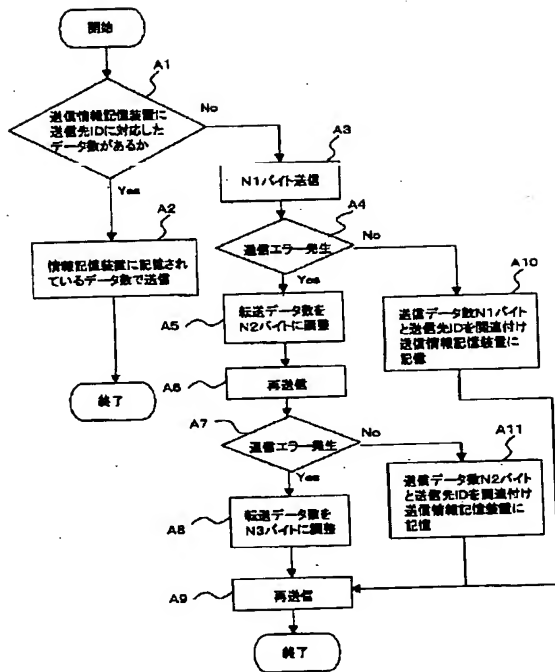 開始
A1
送信情報記憶装置に
送信先IDに対応した
データ数があるか
No
Yes
A2
情報記憶装置に記憶され
ているデータ数で送信
終了
A3
N1バイト送信
A4
通信エラー発生
No
Yes
A5
転送データ数を
N2バイトに調整
A6
再送信
A7
通信エラー発生
No
Yes
A8
転送データ数を
N3バイトに調整
A9
再送信
終了
A10
送信データ数N1バイト
と送信先IDを関連付け
送信情報記憶装置に
記憶
A11
送信データ数N2バイト
と送信先IDを関連付け
送信情報記憶装置に
記憶